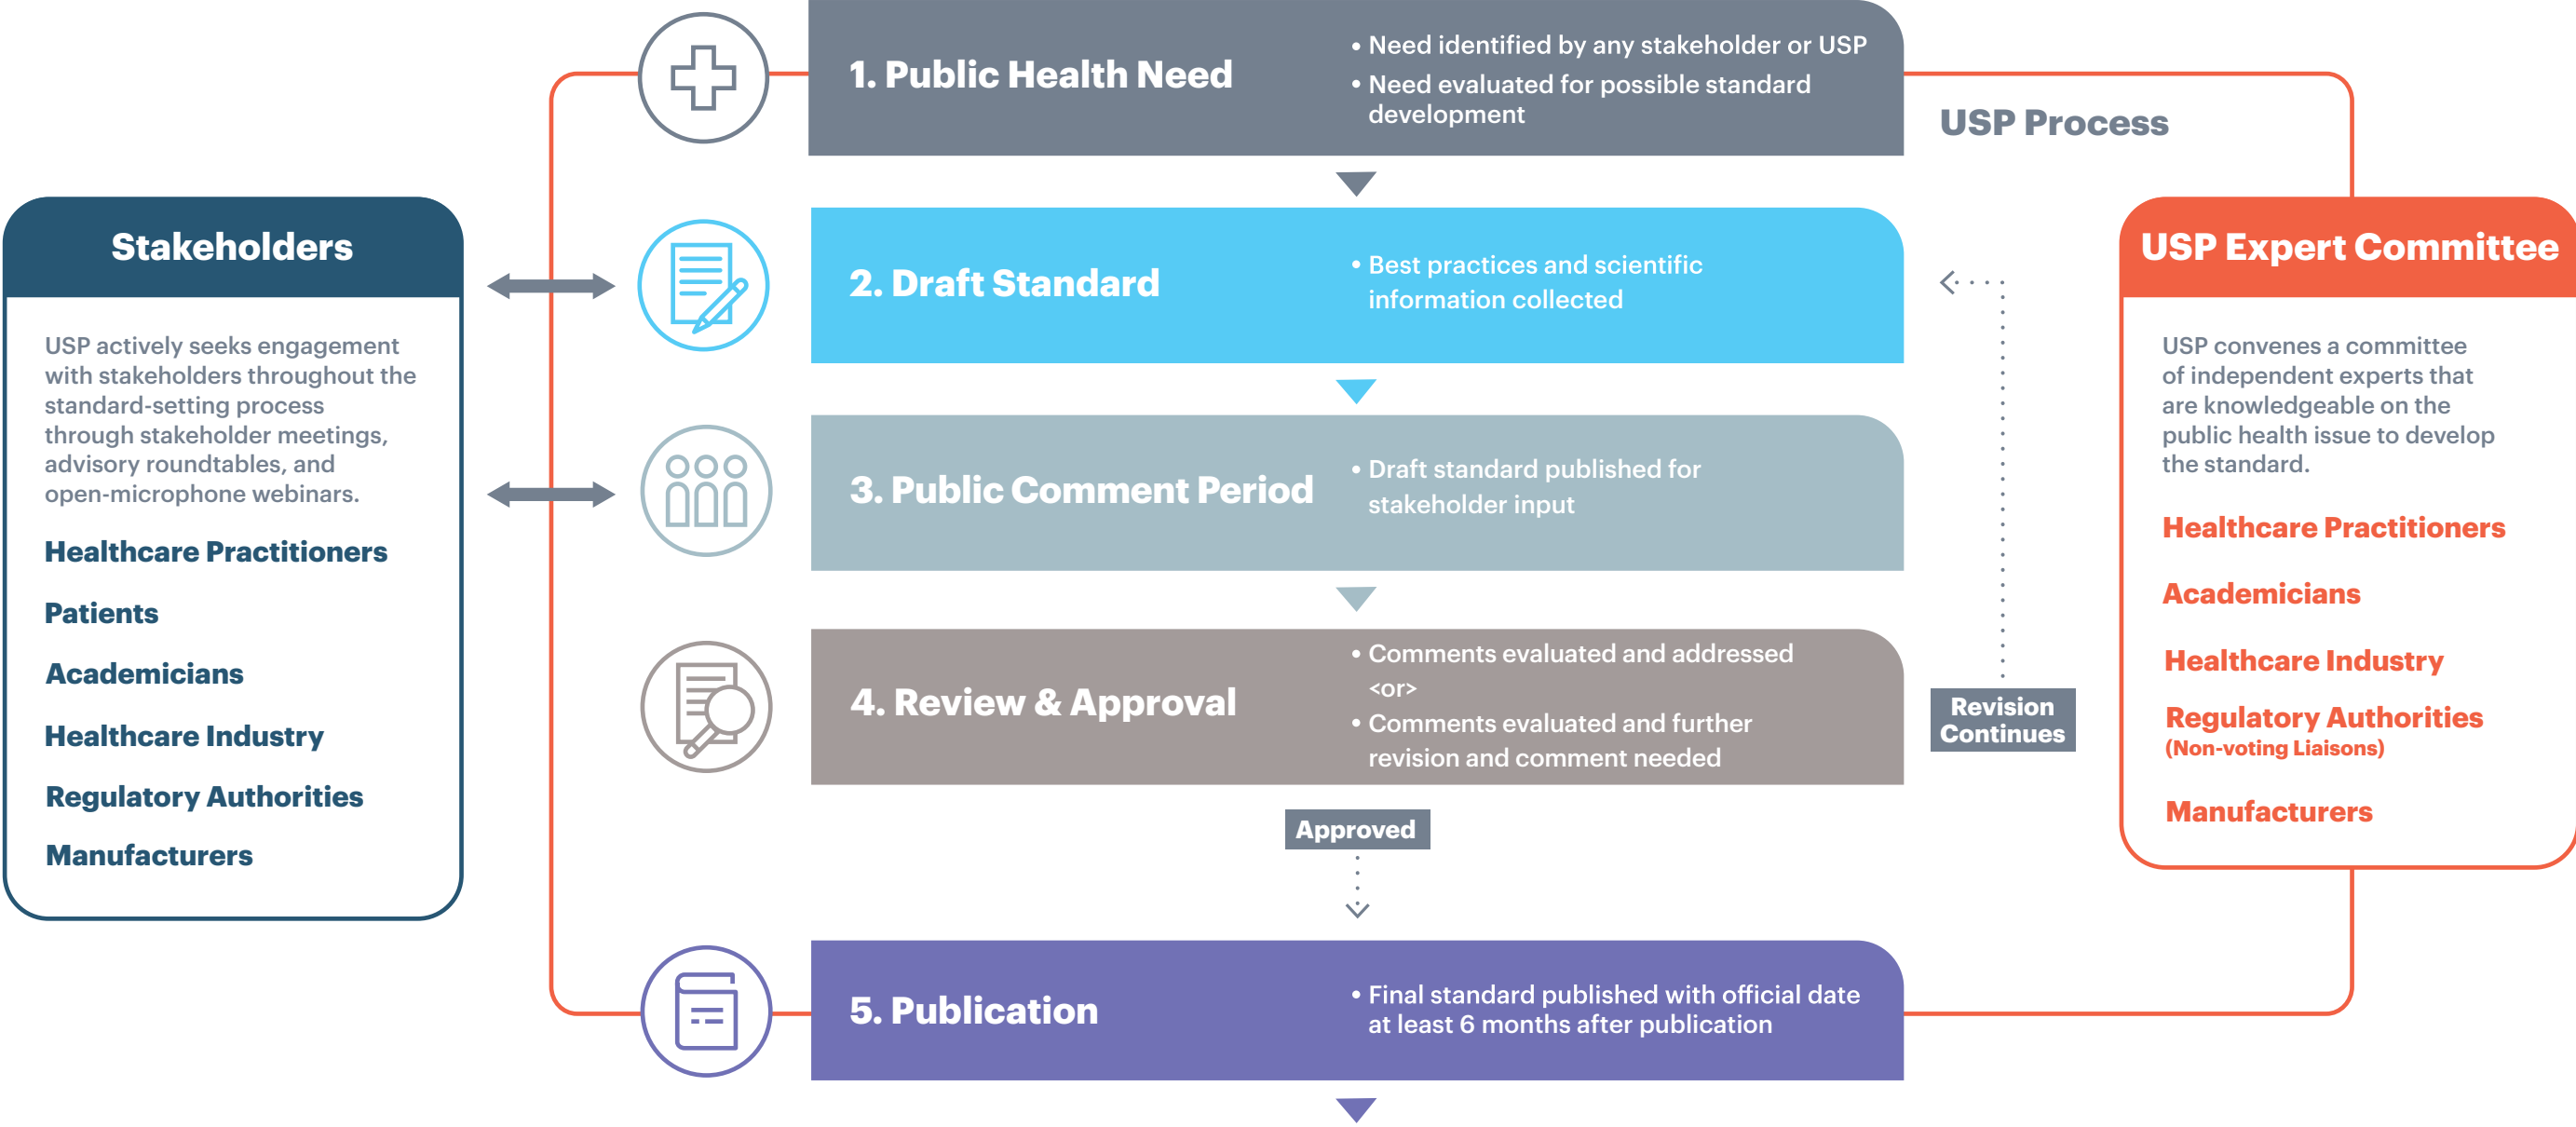 1. Public Health Need
• Need identified by any stakeholder or USP
• Need evaluated for possible standard
development
USP Process
Stakeholders
USP actively seeks engagement
with stakeholders throughout the
standard-setting process
through stakeholder meetings,
advisory roundtables, and
open-microphone webinars.
Healthcare Practitioners
Patients
Academicians
Healthcare Industry
Regulatory Authorities
Manufacturers
2. Draft Standard
• Best practices and scientific
information collected
3. Public Comment Period
• Draft standard published for
stakeholder input
4. Review & Approval
• Comments evaluated and addressed
<or>
• Comments evaluated and further
revision and comment needed
Revision
Continues
Approved
5. Publication
• Final standard published with official date
at least 6 months after publication
USP Expert Committee
USP convenes a committee
of independent experts that
are knowledgeable on the
public health issue to develop
the standard.
Healthcare Practitioners
Academicians
Healthcare Industry
Regulatory Authorities
(Non-voting Liaisons)
Manufacturers